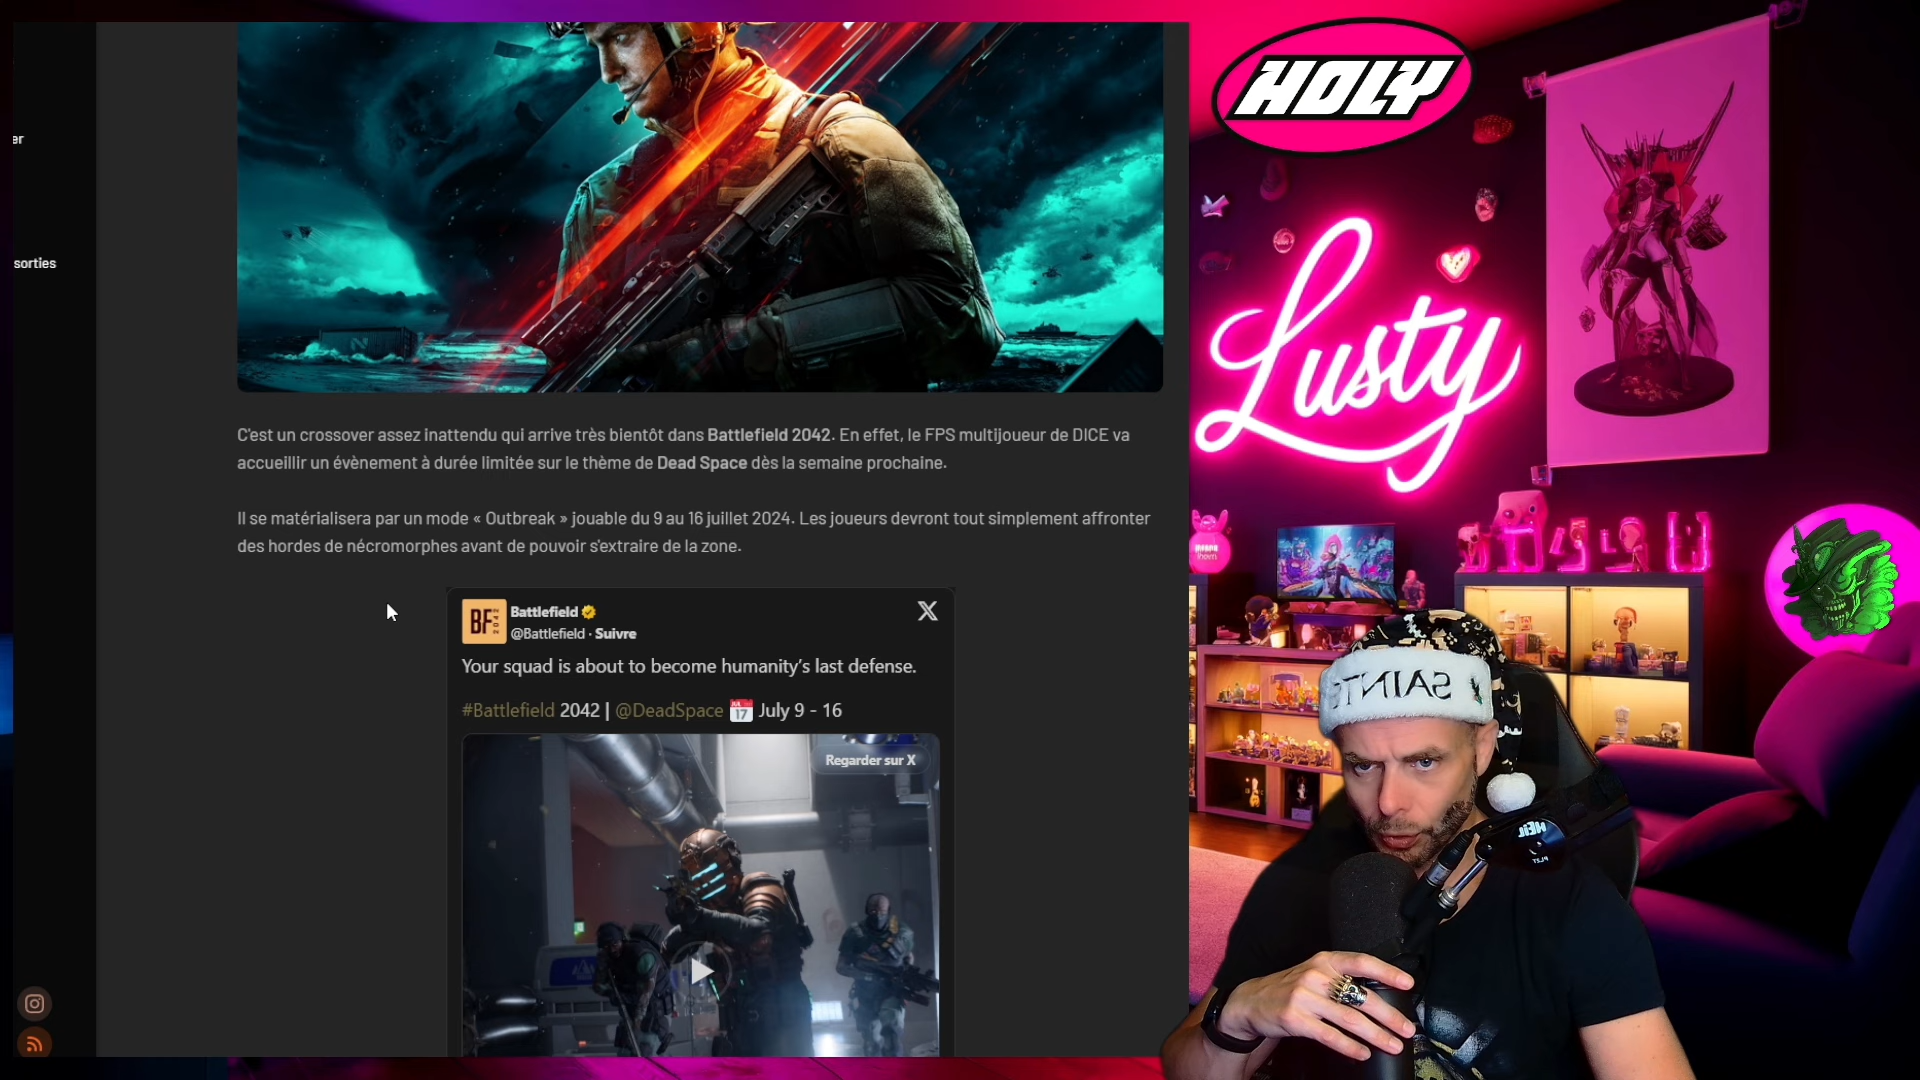 er
sorties
C'est un crossover assez inattendu qui arrive très bientôt dans Battlefield 2042. En effet, le FPS multijoueur de DICE va
accueillir un évènement à durée limitée sur le thème de Dead Space dès la semaine prochaine.
Il se matérialisera par un mode « Outbreak » jouable du 9 au 16 juillet 2024. Les joueurs devront tout simplement affronter
des hordes de nécromorphes avant de pouvoir s'extraire de la zone.
BF 2042
Battlefield
@Battlefield · Suivre
X
Your squad is about to become humanity’s last defense.
#Battlefield 2042 | @DeadSpace 📅 July 9 - 16
Regarder sur X
HOLY
Lusty